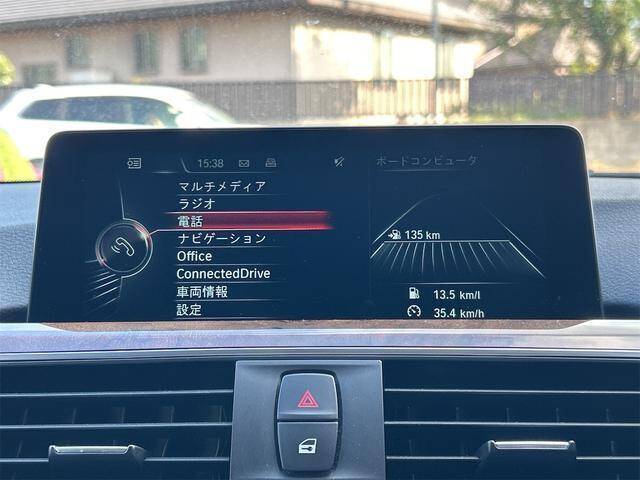 15:38
マルチメディア
ラジオ
電話
ナビゲーション
Office
ConnectedDrive
車両情報
設定
ボードコンピュータ
135 km
13.5 km/l
35.4 km/h